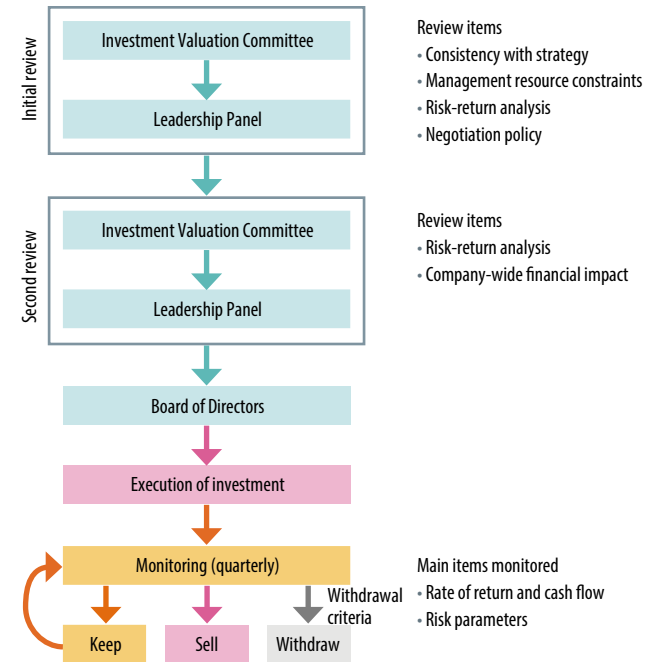 Initial review
Investment Valuation Committee
Leadership Panel
Review items
• Consistency with strategy
• Management resource constraints
• Risk-return analysis
• Negotiation policy
Second review
Investment Valuation Committee
Leadership Panel
Review items
• Risk-return analysis
• Company-wide financial impact
Board of Directors
Execution of investment
Monitoring (quarterly)
Main items monitored
• Rate of return and cash flow
• Risk parameters
Withdrawal
criteria
Keep
Sell
Withdraw